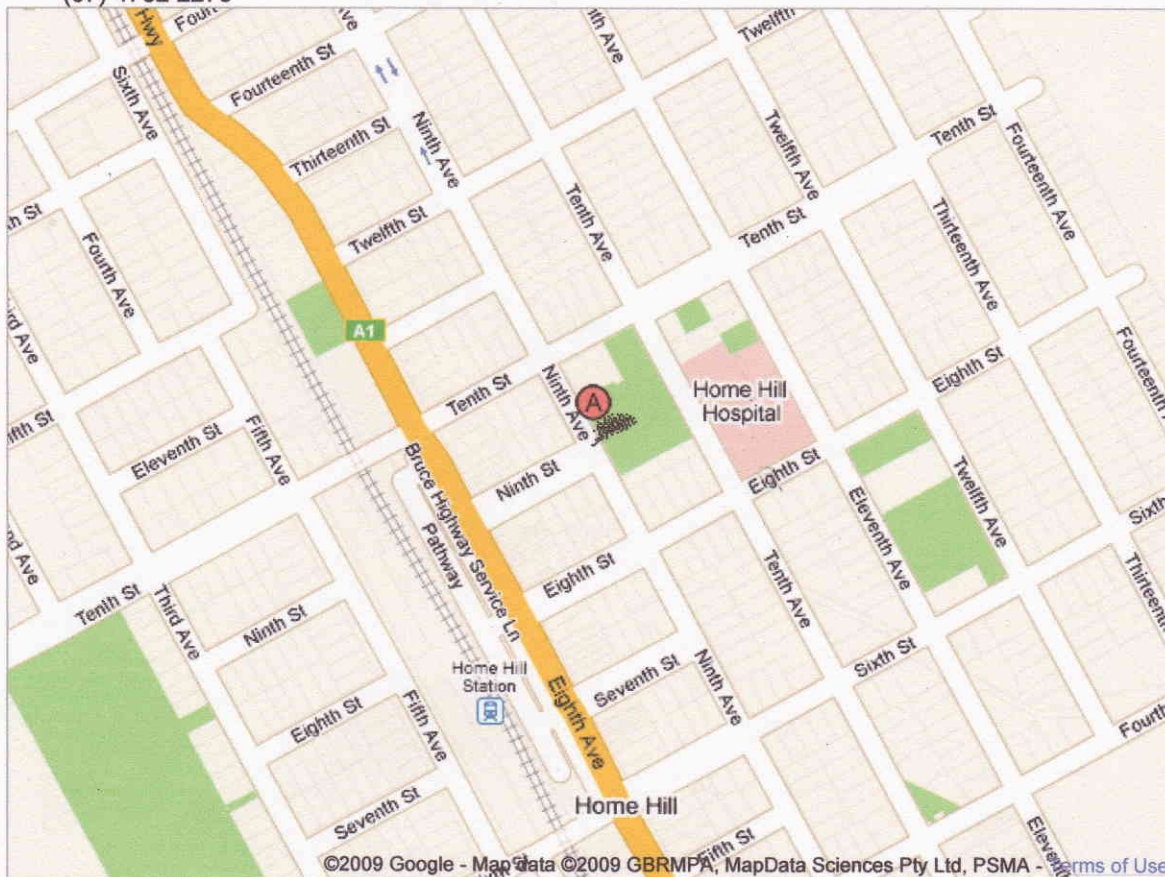 Hwy
Fourteenth St
Sixth Ave
Thirteenth St
Ninth Ave
Twelfth Ave
Twelfth Ave
Tenth St
Fourteenth Ave
Twelfth St
Tenth Ave
Tenth St
Thirteenth Ave
Fourth Ave
A1
Tenth St
Ninth Ave
A
Home Hill
Hospital
Eighth St
Fourteenth Ave
Eleventh St
Fifth Ave
Bruce Highway Service Ln
Pathway
Ninth St
Eighth St
Eleventh Ave
Twelfth Ave
Tenth St
Third Ave
Ninth St
Eighth St
Tenth Ave
Home Hill
Station
Eighth Ave
Seventh St
Ninth Ave
Sixth St
Eighth St
Fifth Ave
Home Hill
Seventh St
Fifth St
©2009 Google - Map data ©2009 GBRMPA, MapData Sciences Pty Ltd, PSMA - Terms of Use